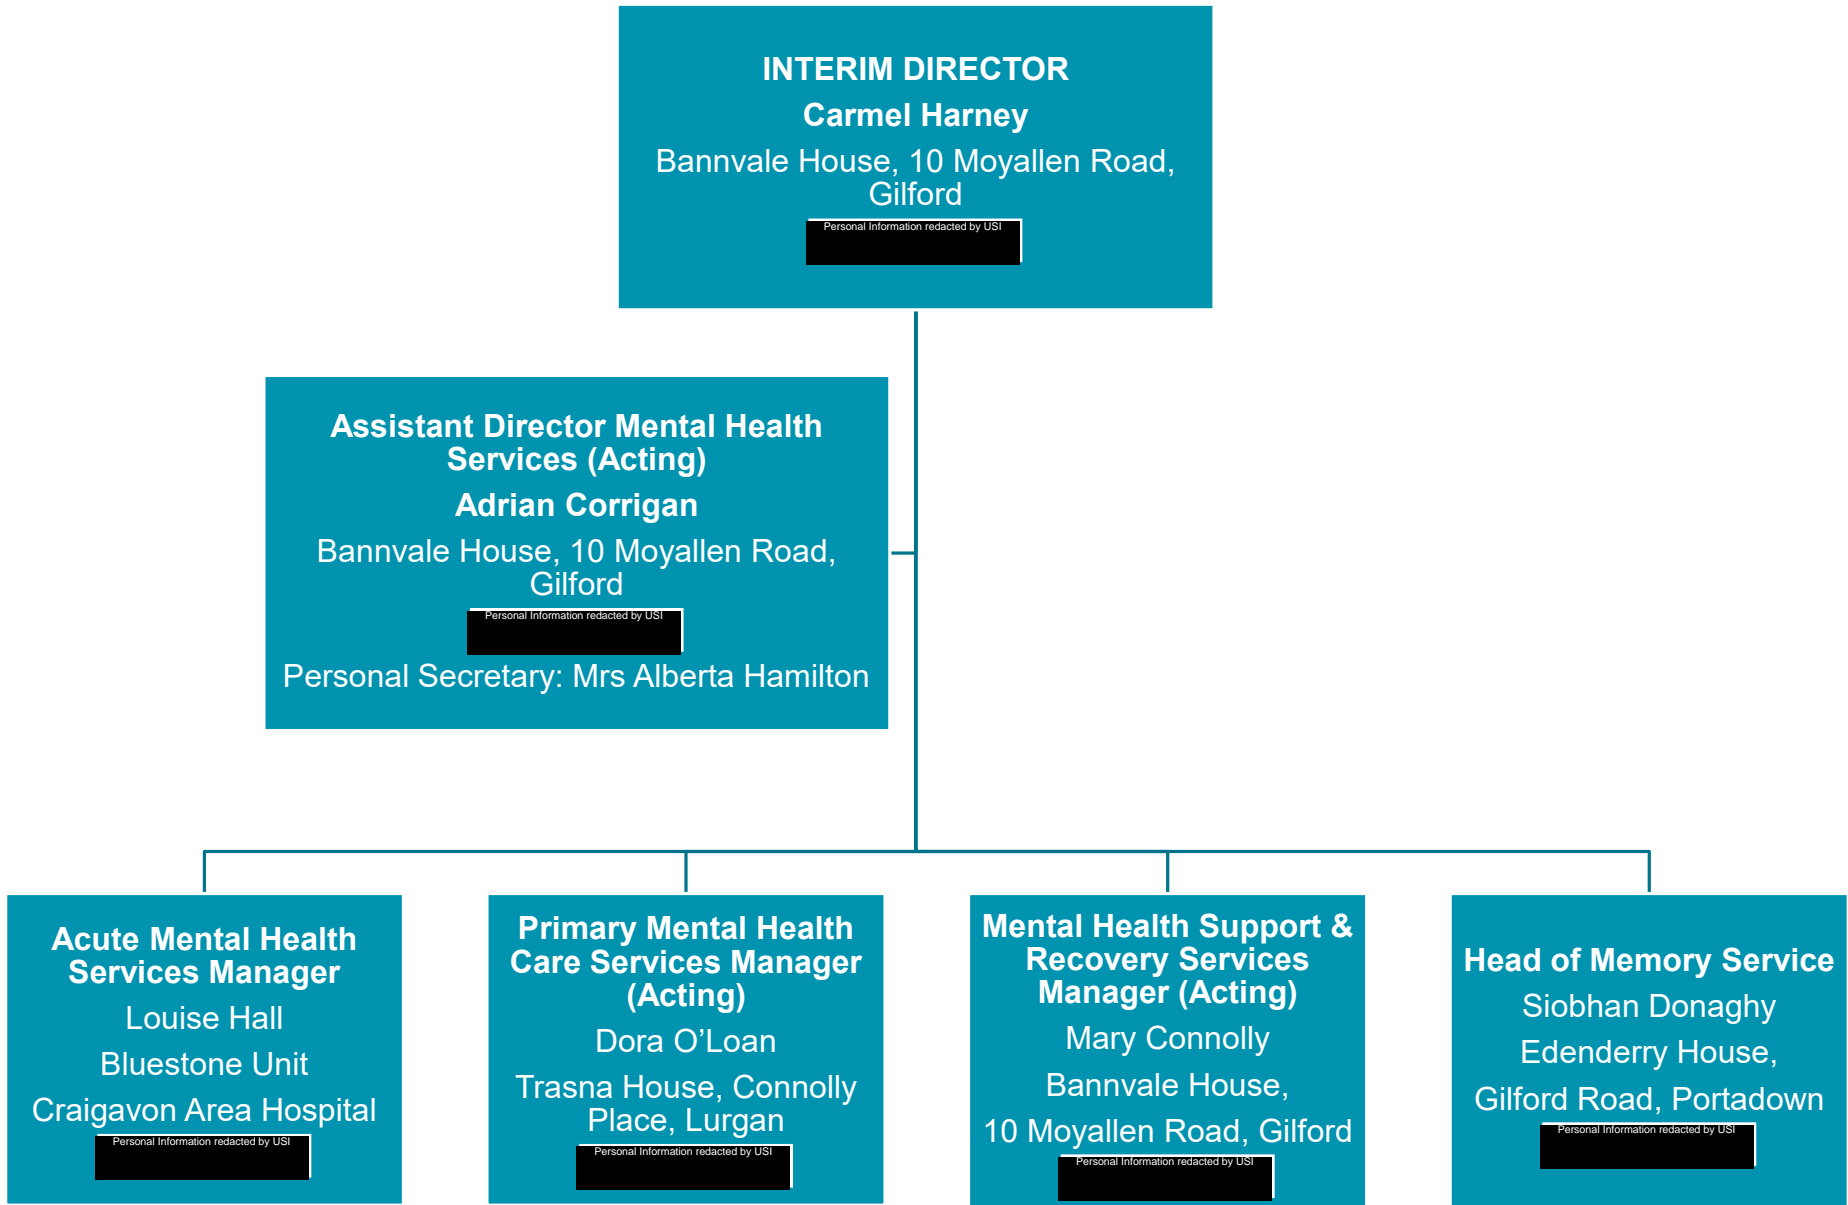 INTERIM DIRECTOR
Carmel Harney
Bannvale House, 10 Moyallen Road,
Gilford
Personal Information redacted by USI
Assistant Director Mental Health
Services (Acting)
Adrian Corrigan
Bannvale House, 10 Moyallen Road,
Gilford
Personal Information redacted by USI
Personal Secretary: Mrs Alberta Hamilton
Acute Mental Health
Services Manager
Louise Hall
Bluestone Unit
Craigavon Area Hospital
Personal Information redacted by USI
Primary Mental Health
Care Services Manager
(Acting)
Dora O’Loan
Trasna House, Connolly
Place, Lurgan
Personal Information redacted by USI
Mental Health Support &
Recovery Services
Manager (Acting)
Mary Connolly
Bannvale House,
10 Moyallen Road, Gilford
Personal Information redacted by USI
Head of Memory Service
Siobhan Donaghy
Edenderry House,
Gilford Road, Portadown
Personal Information redacted by USI